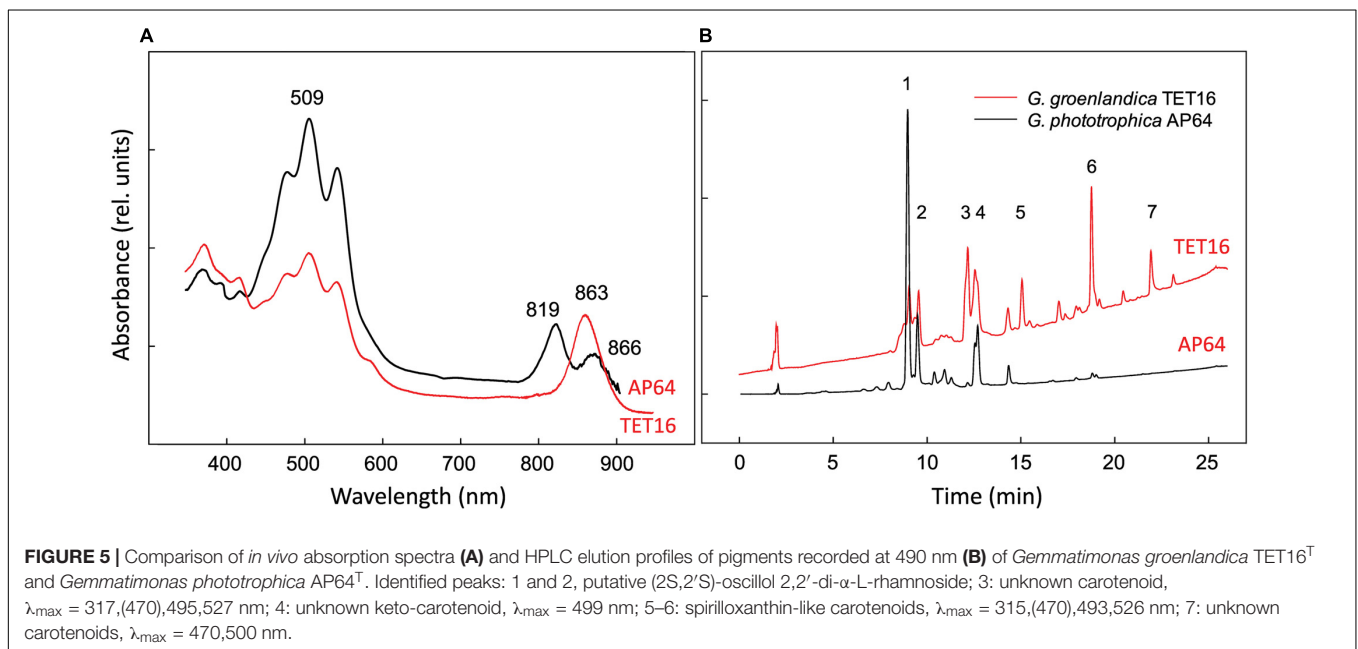 A
B
509
819
863
866
AP64
TET16
Absorbance (rel. units)
400 500 600 700 800 900
Wavelength (nm)
G. groenlandica TET16
G. phototrophica AP64
1
2
3 4
5
6
7
TET16
AP64
0 5 10 15 20 25
Time (min)
FIGURE 5 | Comparison of in vivo absorption spectra (A) and HPLC elution profiles of pigments recorded at 490 nm (B) of Gemmatimonas groenlandica TET16ᵀ
and Gemmatimonas phototrophica AP64ᵀ. Identified peaks: 1 and 2, putative (2S,2′S)-oscillol 2,2′-di-α-L-rhamnoside; 3: unknown carotenoid,
λmax = 317,(470),495,527 nm; 4: unknown keto-carotenoid, λmax = 499 nm; 5–6: spirilloxanthin-like carotenoids, λmax = 315,(470),493,526 nm; 7: unknown
carotenoids, λmax = 470,500 nm.